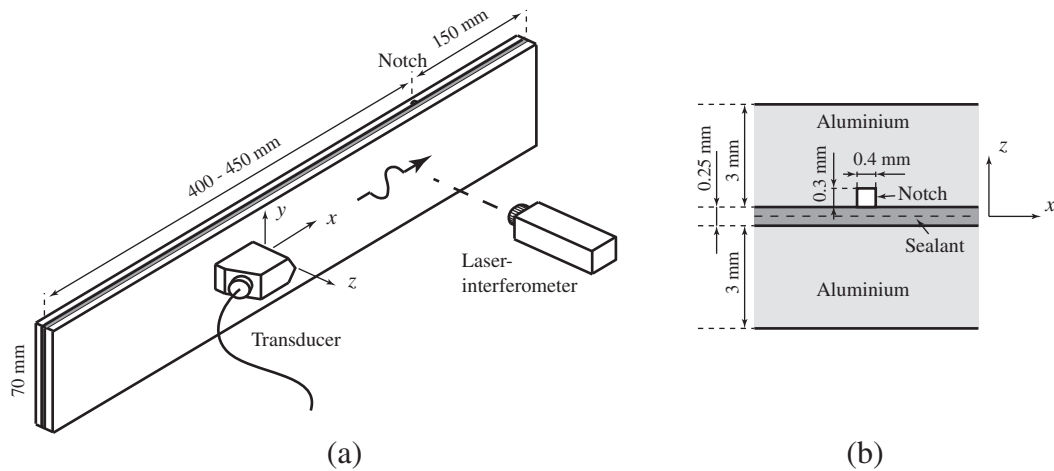 150 mm
Notch
400 - 450 mm
y
x
z
Laser-
interferometer
Transducer
70 mm
(a)
Aluminium
0.25 mm
3 mm
0.3 mm
0.4 mm
Notch
z
x
Sealant
3 mm
Aluminium
(b)